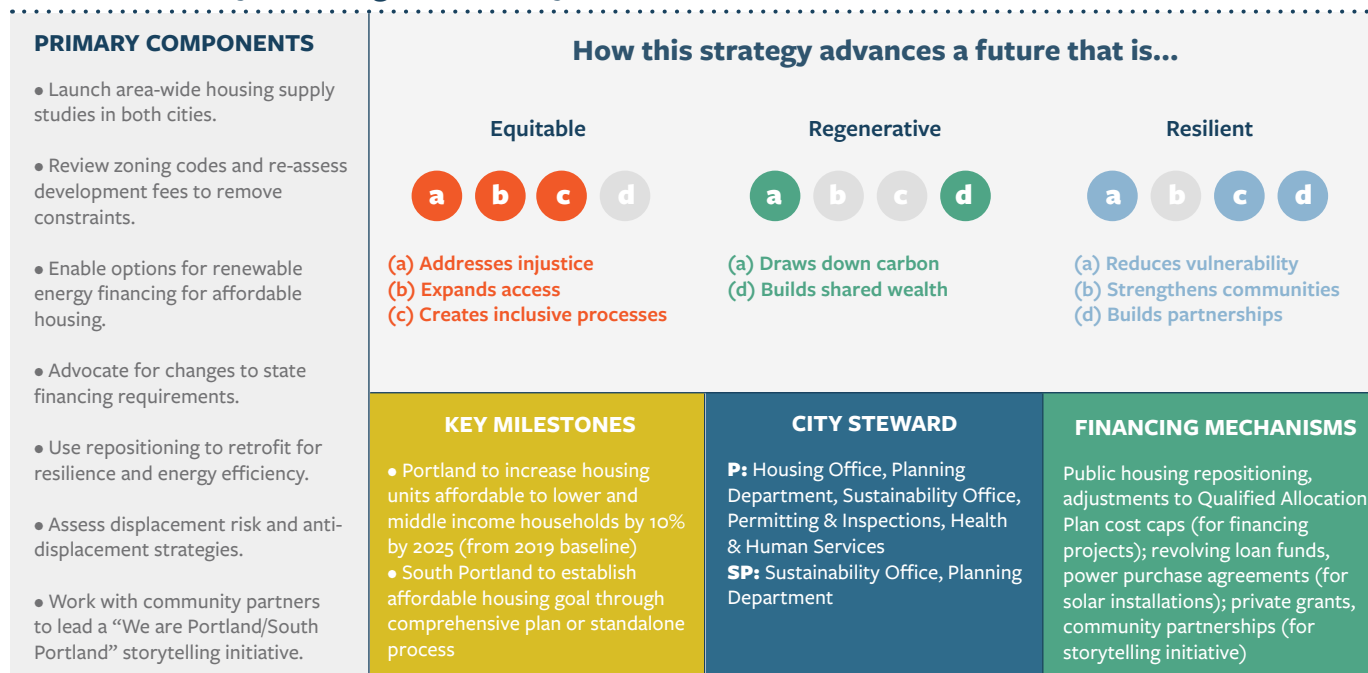 PRIMARY COMPONENTS
• Launch area-wide housing supply
studies in both cities.
• Review zoning codes and re-assess
development fees to remove
constraints.
• Enable options for renewable
energy financing for affordable
housing.
• Advocate for changes to state
financing requirements.
• Use repositioning to retrofit for
resilience and energy efficiency.
• Assess displacement risk and anti-
displacement strategies.
• Work with community partners
to lead a “We are Portland/South
Portland” storytelling initiative.
How this strategy advances a future that is...
Equitable
a b c d
(a) Addresses injustice
(b) Expands access
(c) Creates inclusive processes
Regenerative
a b c d
(a) Draws down carbon
(d) Builds shared wealth
Resilient
a b c d
(a) Reduces vulnerability
(b) Strengthens communities
(d) Builds partnerships
KEY MILESTONES
• Portland to increase housing
units affordable to lower and
middle income households by 10%
by 2025 (from 2019 baseline)
• South Portland to establish
affordable housing goal through
comprehensive plan or standalone
process
CITY STEWARD
P: Housing Office, Planning
Department, Sustainability Office,
Permitting & Inspections, Health
& Human Services
SP: Sustainability Office, Planning
Department
FINANCING MECHANISMS
Public housing repositioning,
adjustments to Qualified Allocation
Plan cost caps (for financing
projects); revolving loan funds,
power purchase agreements (for
solar installations); private grants,
community partnerships (for
storytelling initiative)